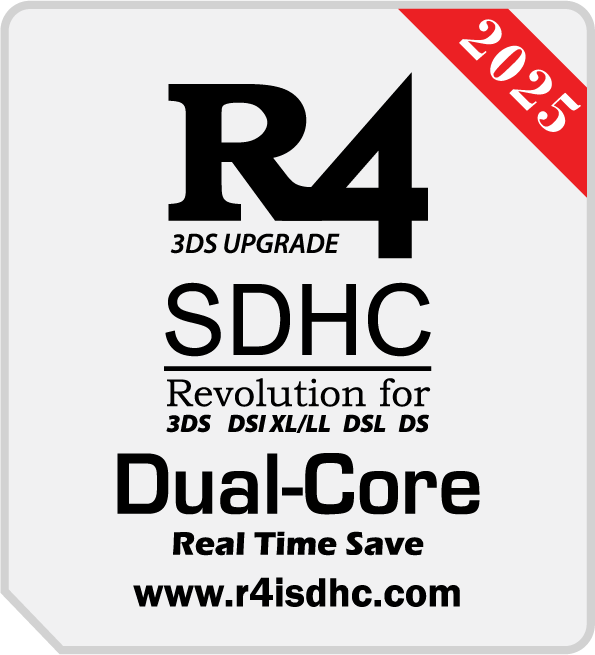 2025
R4
3DS UPGRADE
SDHC
Revolution for
3DS DSI XL/LL DSL DS
Dual-Core
Real Time Save
www.r4isdhc.com